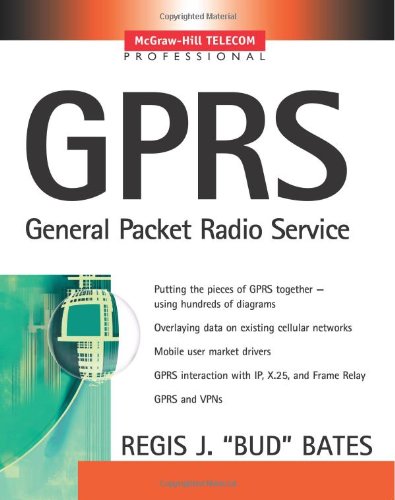 Copyrighted Material
McGraw-Hill TELECOM
PROFESSIONAL
GPRS
General Packet Radio Service
Putting the pieces of GPRS together —
using hundreds of diagrams
Overlaying data on existing cellular networks
Mobile user market drivers
GPRS interaction with IP, X.25, and Frame Relay
GPRS and VPNs
REGIS J. “BUD” BATES
Copyrighted Material